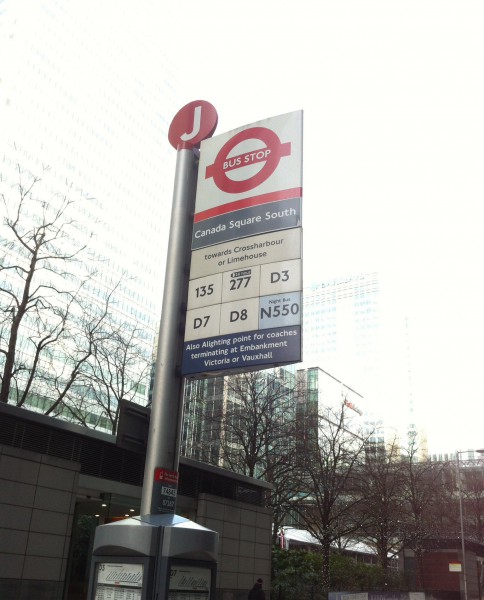 J
BUS STOP
Canada Square South
towards Crossharbour
or Limehouse
135
277
D3
D7
D8
Night Bus
N550
Also Alighting point for coaches
terminating at Embankment
Victoria or Vauxhall